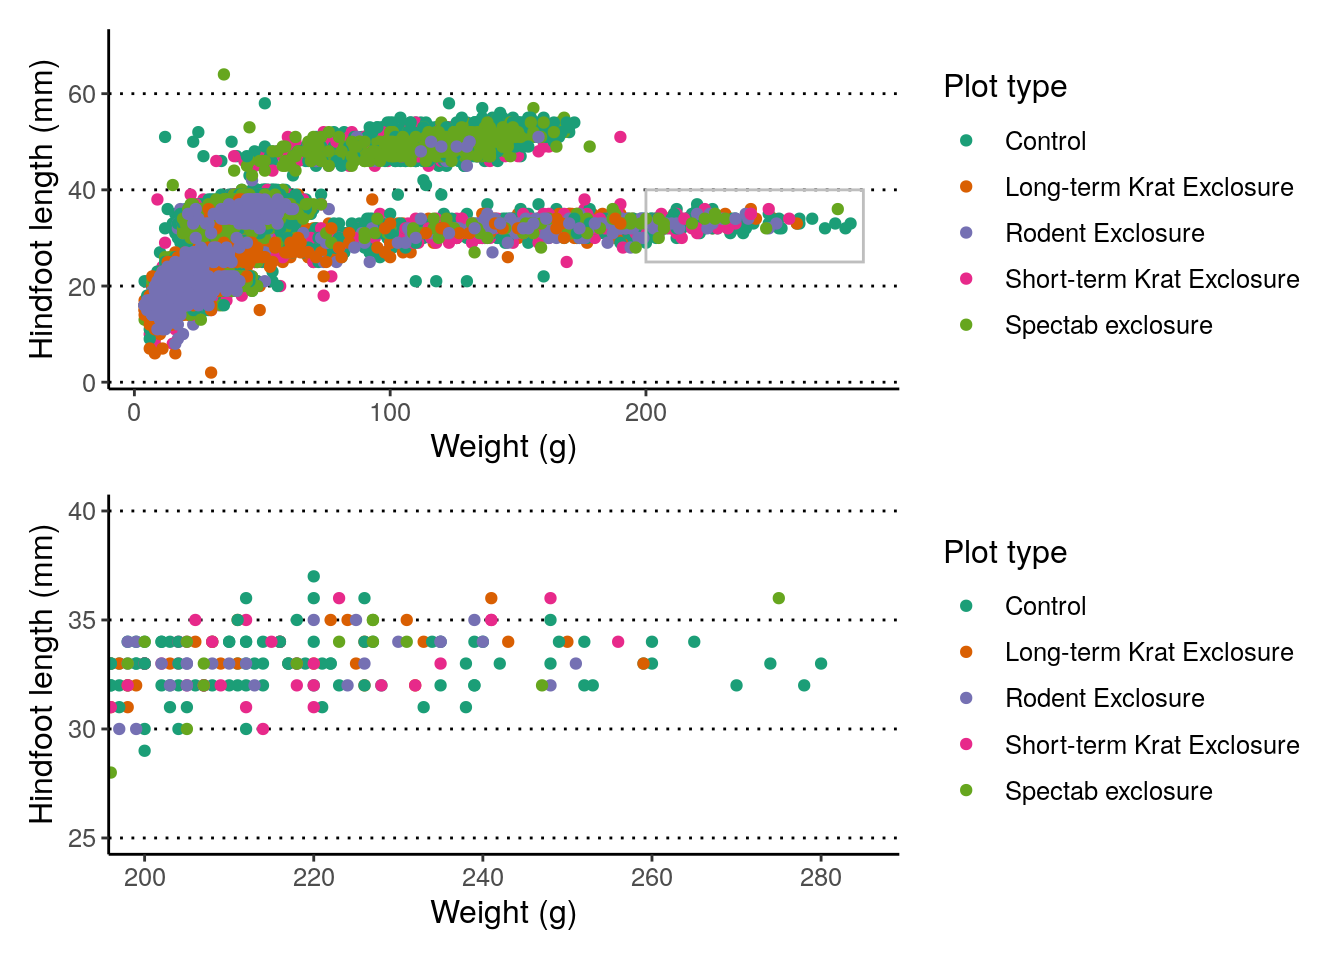 Hindfoot length (mm)
60
40
20
0
0 100 200
Weight (g)
Plot type
Control
Long-term Krat Exclosure
Rodent Exclosure
Short-term Krat Exclosure
Spectab exclosure
Hindfoot length (mm)
40
35
30
25
200 220 240 260 280
Weight (g)
Plot type
Control
Long-term Krat Exclosure
Rodent Exclosure
Short-term Krat Exclosure
Spectab exclosure